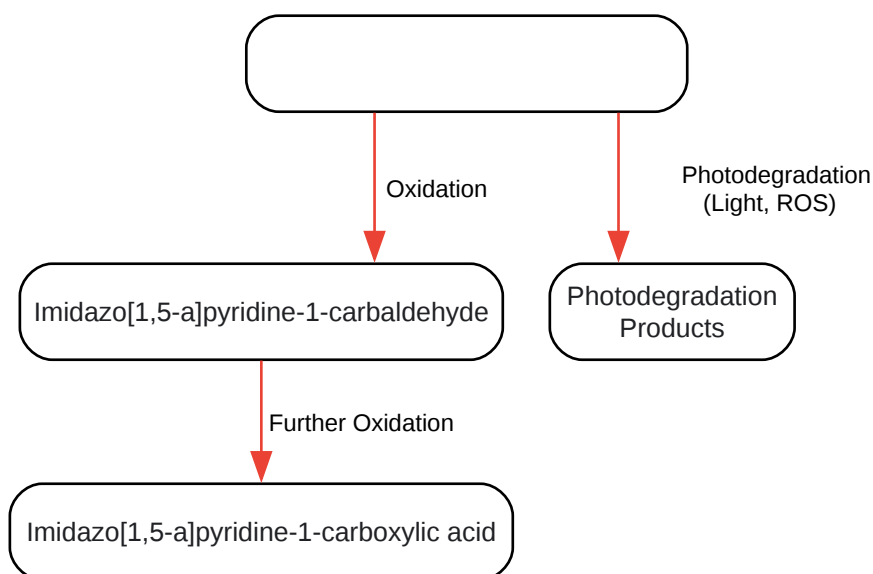 Oxidation
Photodegradation
(Light, ROS)
Imidazo[1,5-a]pyridine-1-carbaldehyde
Photodegradation
Products
Further Oxidation
Imidazo[1,5-a]pyridine-1-carboxylic acid